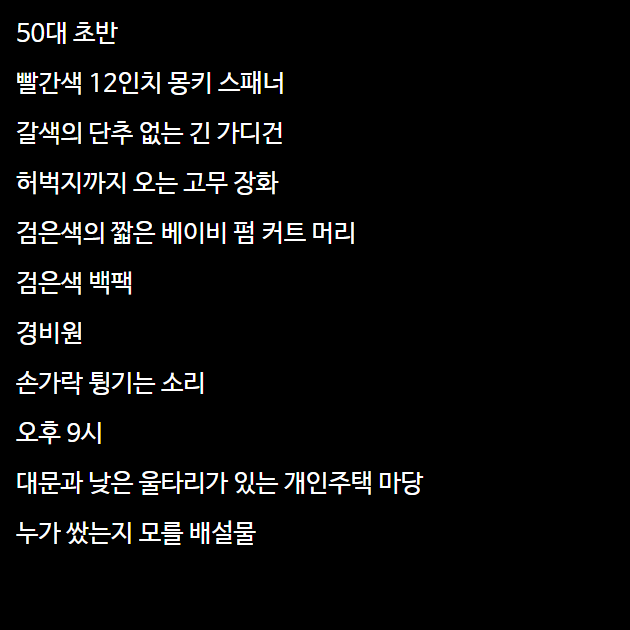 50대 초반
빨간색 12인치 몽키 스패너
갈색의 단추 없는 긴 가디건
허벅지까지 오는 고무 장화
검은색의 짧은 베이비 펌 커트 머리
검은색 백팩
경비원
손가락 튕기는 소리
오후 9시
대문과 낮은 울타리가 있는 개인주택 마당
누가 쌌는지 모를 배설물